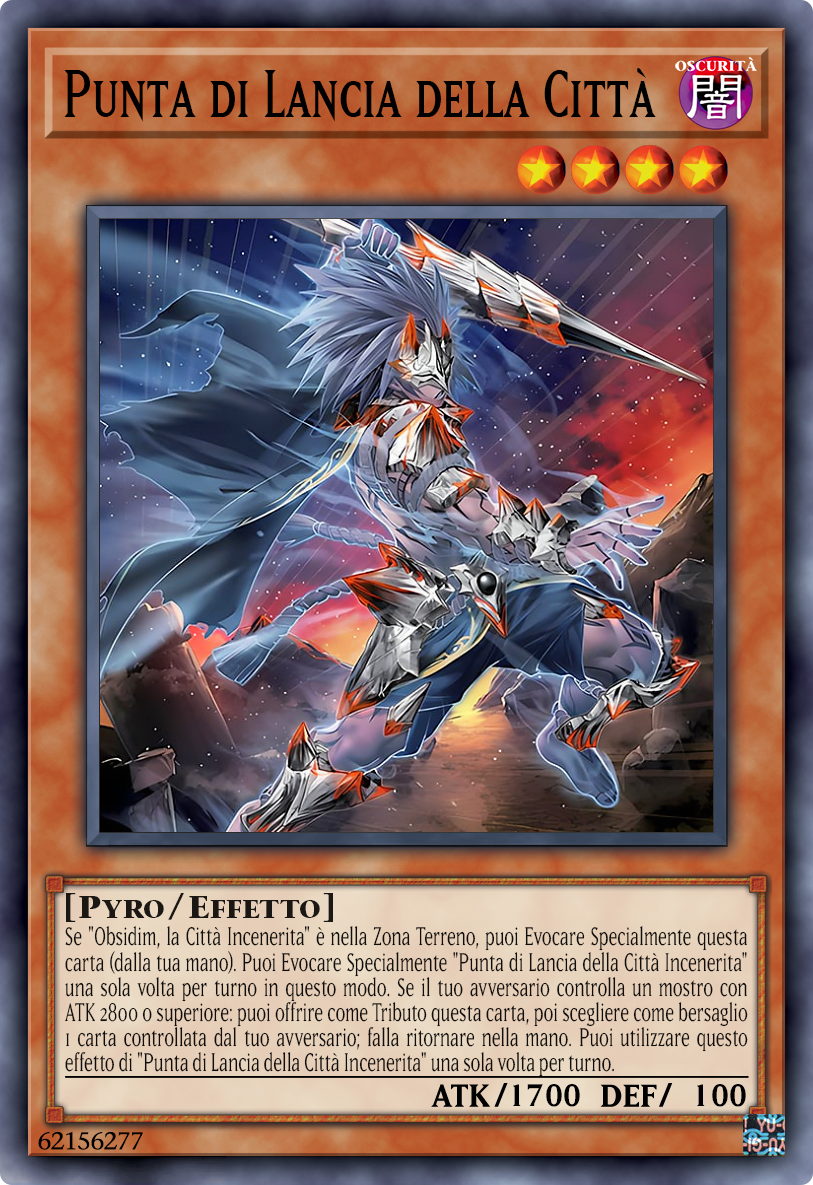 Punta di Lancia della Città
OSCURITÀ
闇
[Pyro/Effetto]
Se "Obsidim, la Città Incenerita" è nella Zona Terreno, puoi Evocare Specialmente questa
carta (dalla tua mano). Puoi Evocare Specialmente "Punta di Lancia della Città Incenerita"
una sola volta per turno in questo modo. Se il tuo avversario controlla un mostro con
ATK 2800 o superiore: puoi offrire come Tributo questa carta, poi scegliere come bersaglio
1 carta controllata dal tuo avversario; falla ritornare nella mano. Puoi utilizzare questo
effetto di "Punta di Lancia della Città Incenerita" una sola volta per turno.
ATK/1700 DEF/ 100
62156277